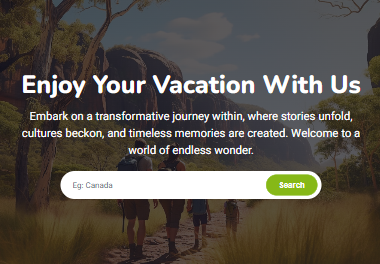 Enjoy Your Vacation With Us
Embark on a transformative journey within, where stories unfold,
cultures beckon, and timeless memories are created. Welcome to a
world of endless wonder.
Eg: Canada
Search